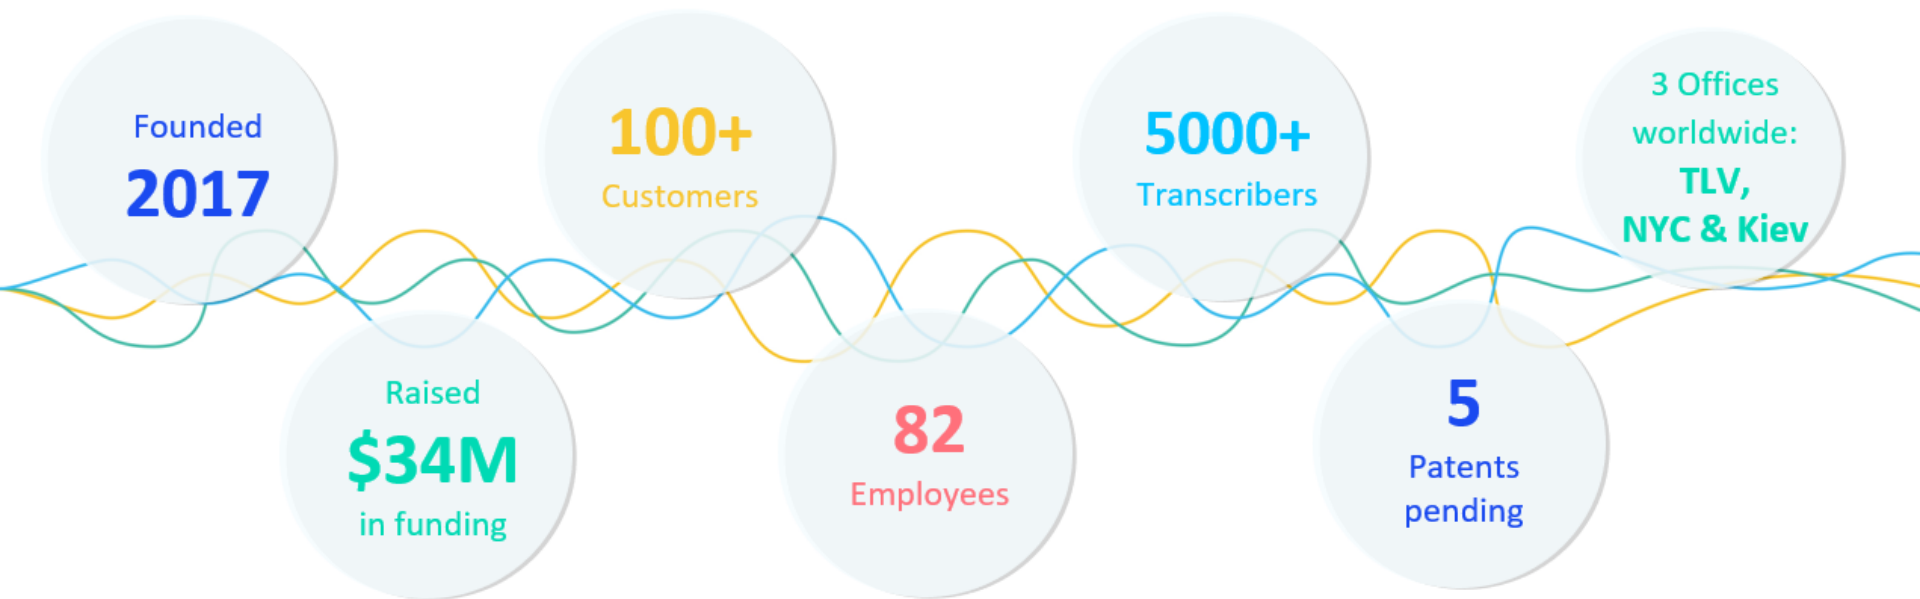 Founded
2017
Raised
$34M
in funding
100+
Customers
82
Employees
5000+
Transcribers
5
Patents
pending
3 Offices
worldwide:
TLV,
NYC & Kiev